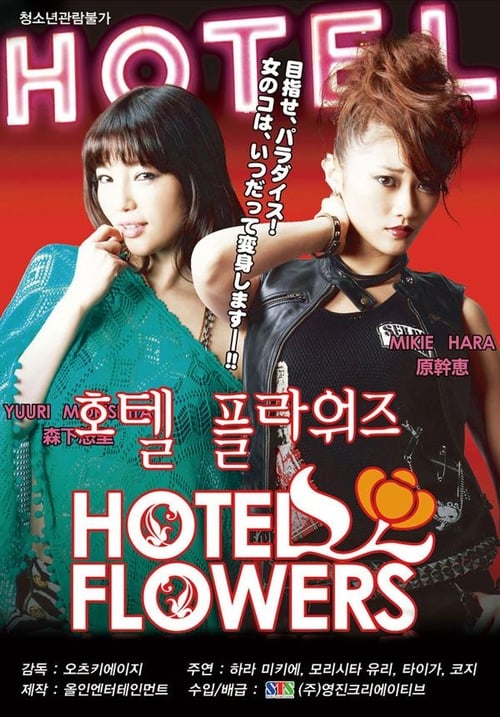 청소년관람불가
HOTEL
目指せ、パラダイス!
女のコは、いつだって変身します―!!
MIKIE HARA
原幹恵
YUURI
森下悠里
호텔 플라워즈
HOTEL
FLOWERS
감독 : 오츠키에이지
주연 : 하라 미키에, 모리시타 유리, 타이가, 코지
제작 : 올인엔터테인먼트
수입/배급 : STS (주)영진크리에이티브